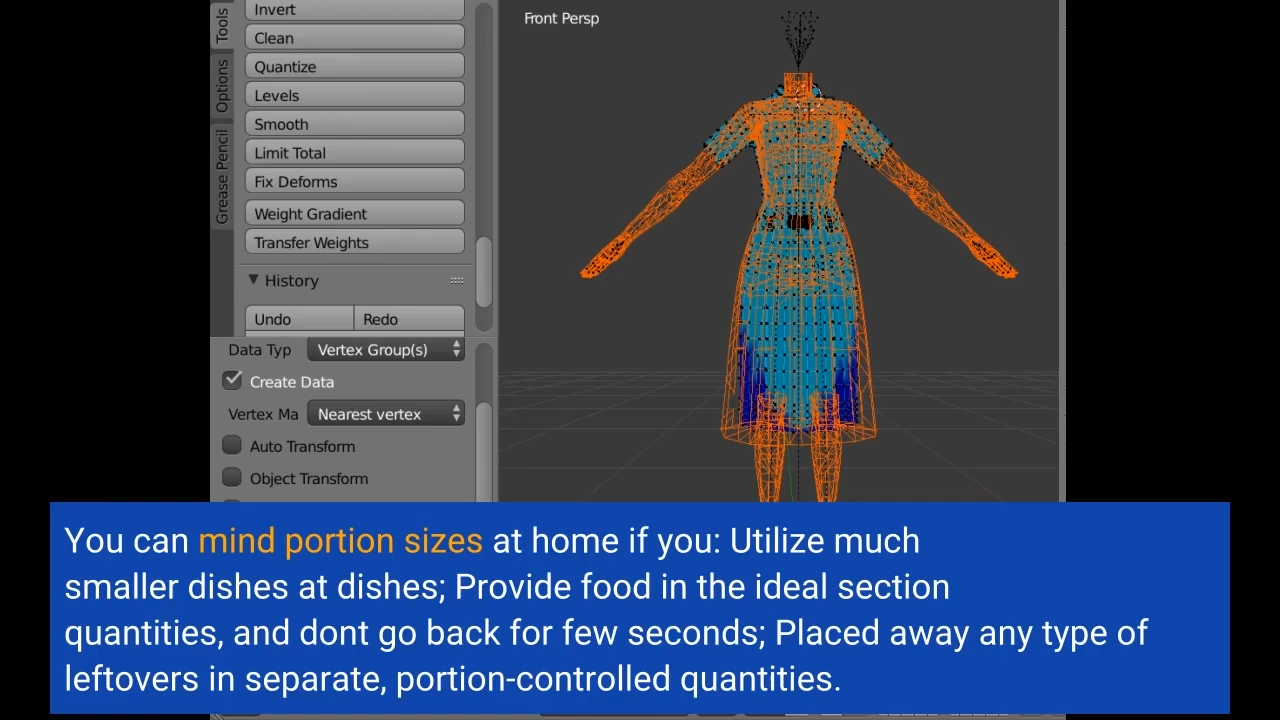 Tools
Options
Grease Pencil
Invert
Clean
Quantize
Levels
Smooth
Limit Total
Fix Deforms
Weight Gradient
Transfer Weights
History
Undo Redo
Data Typ Vertex Group(s)
Create Data
Vertex Ma Nearest vertex
Auto Transform
Object Transform
Front Persp
You can mind portion sizes at home if you: Utilize much
smaller dishes at dishes; Provide food in the ideal section
quantities, and dont go back for few seconds; Placed away any type of
leftovers in separate, portion-controlled quantities.